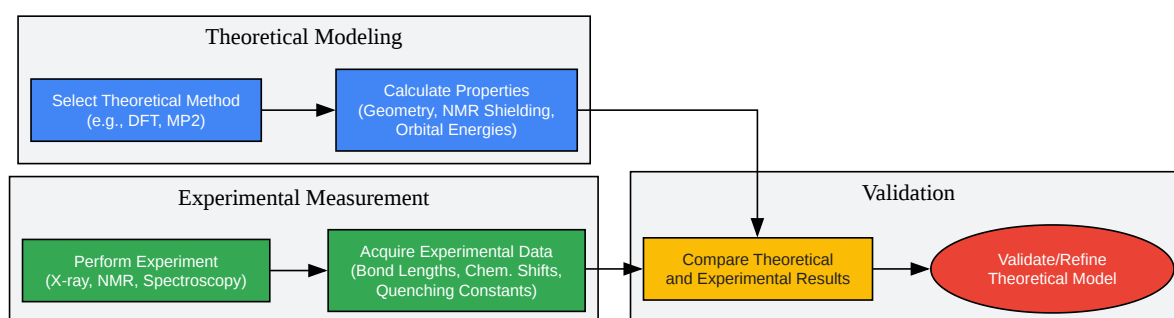 Theoretical Modeling
Select Theoretical Method
(e.g., DFT, MP2)
Calculate Properties
(Geometry, NMR Shielding,
Orbital Energies)
Experimental Measurement
Perform Experiment
(X-ray, NMR, Spectroscopy)
Acquire Experimental Data
(Bond Lengths, Chem. Shifts,
Quenching Constants)
Validation
Compare Theoretical
and Experimental Results
Validate/Refine
Theoretical Model